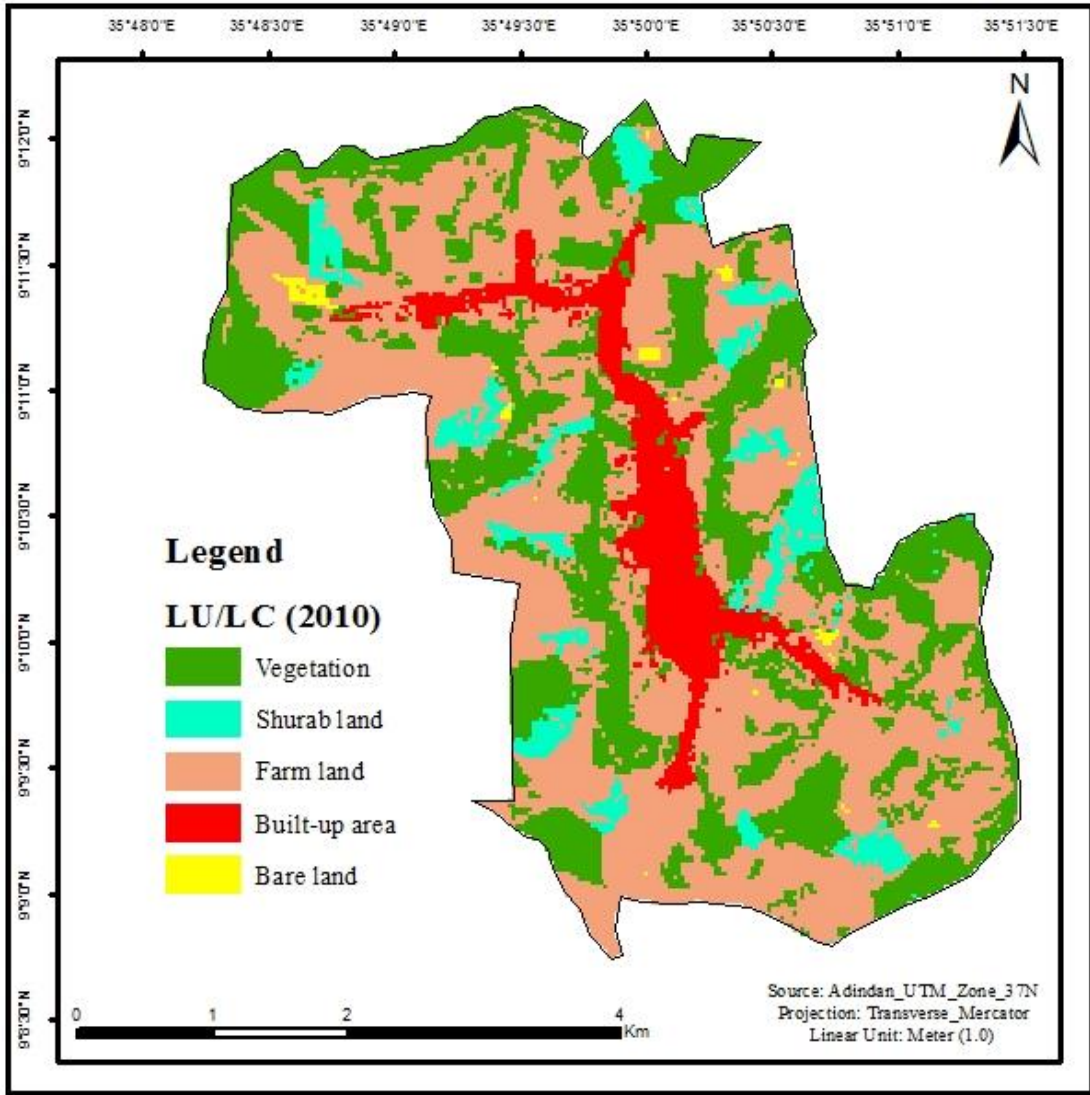 35°48'0"E 35°48'30"E 35°49'0"E 35°49'30"E 35°50'0"E 35°50'30"E 35°51'0"E 35°51'30"E
N
9°12'0"N
9°11'30"N
9°11'0"N
9°10'30"N
9°10'0"N
9°9'30"N
9°9'0"N
9°8'30"N
Legend
LU/LC (2010)
Vegetation
Shurab land
Farm land
Built-up area
Bare land
0 1 2 4
Km
Source: Adindan_UTM_Zone_37N
Projection: Transverse_Mercator
Linear Unit: Meter (1.0)